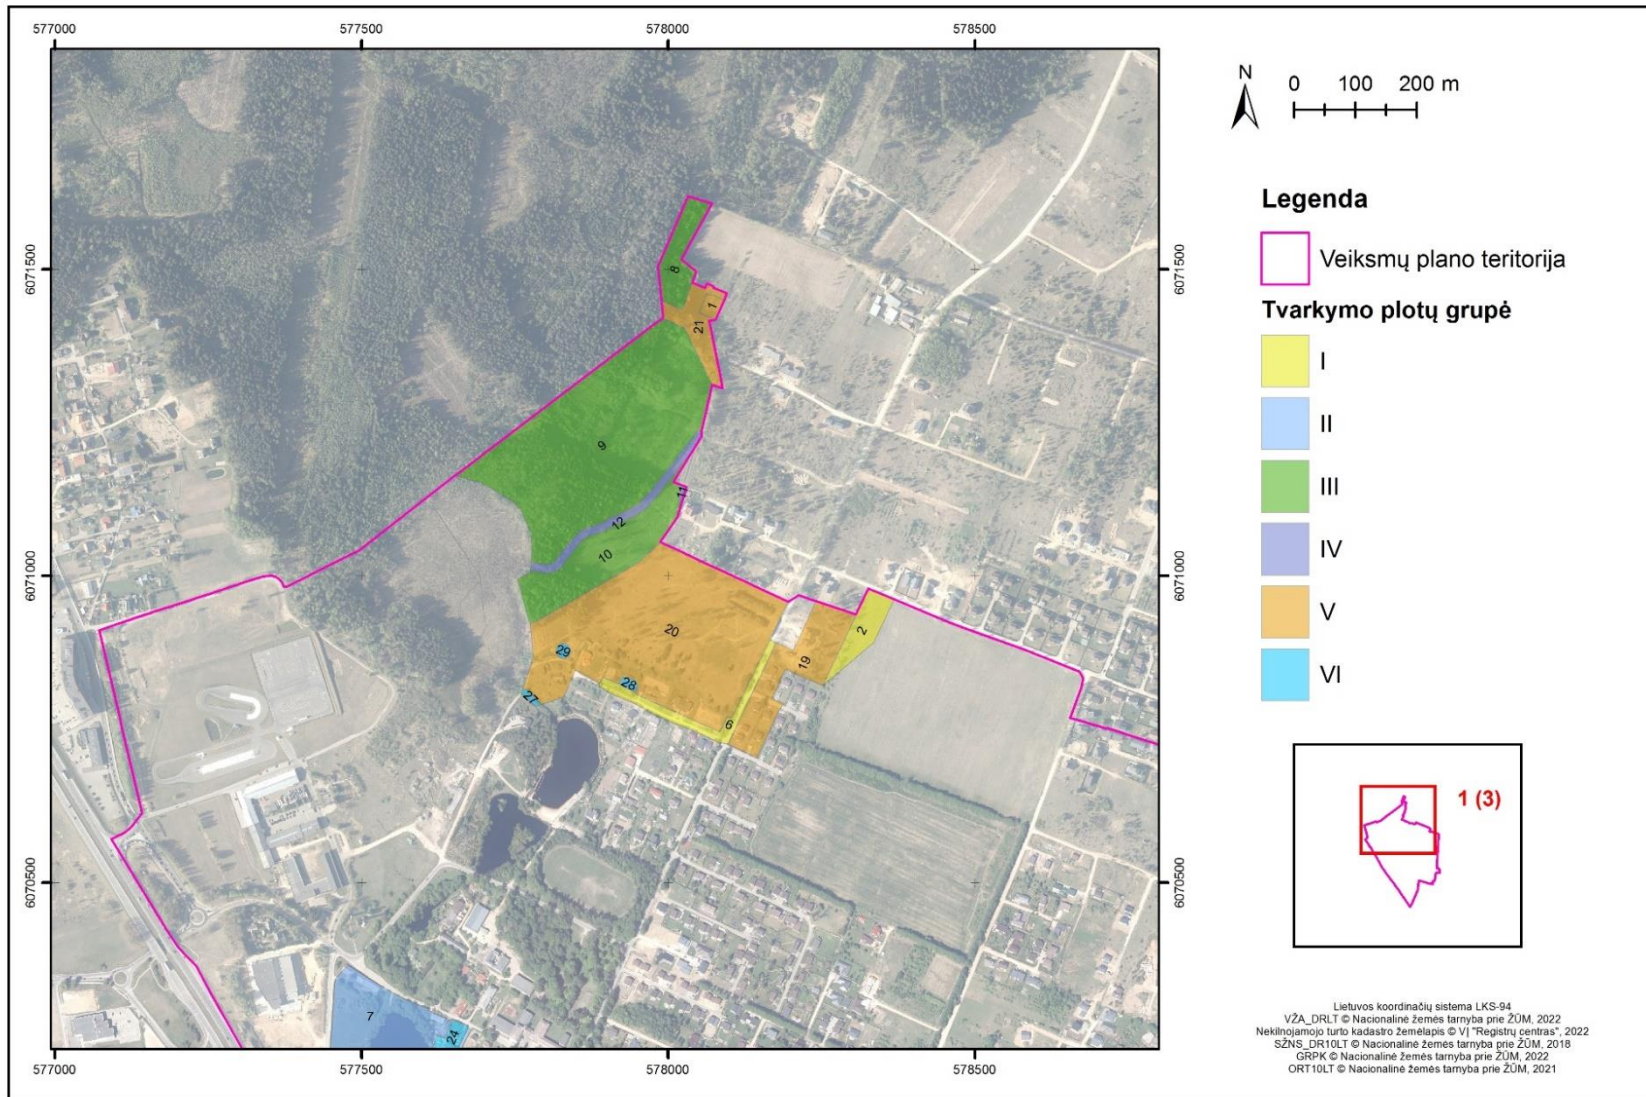 577000 577500 578000 578500
N
0 100 200 m
Legenda
Veiksmų plano teritorija
Tvarkymo plotų grupė
I
II
III
IV
V
VI
6071500 6071500
8
1
21
9
11
12
10
6071000 6071000
20
2
29
19
28
27
6
1 (3)
6070500 6070500
7
24
577000 577500 578000 578500
Lietuvos koordinačių sistema LKS-94
VŽA_DRLT © Nacionalinė žemės tarnyba prie ŽŪM, 2022
Nekilnojamojo turto kadastro žemėlapis © VĮ "Registrų centras", 2022
SŽNS_DR10LT © Nacionalinė žemės tarnyba prie ŽŪM, 2018
GRPK © Nacionalinė žemės tarnyba prie ŽŪM, 2022
ORT10LT © Nacionalinė žemės tarnyba prie ŽŪM, 2021